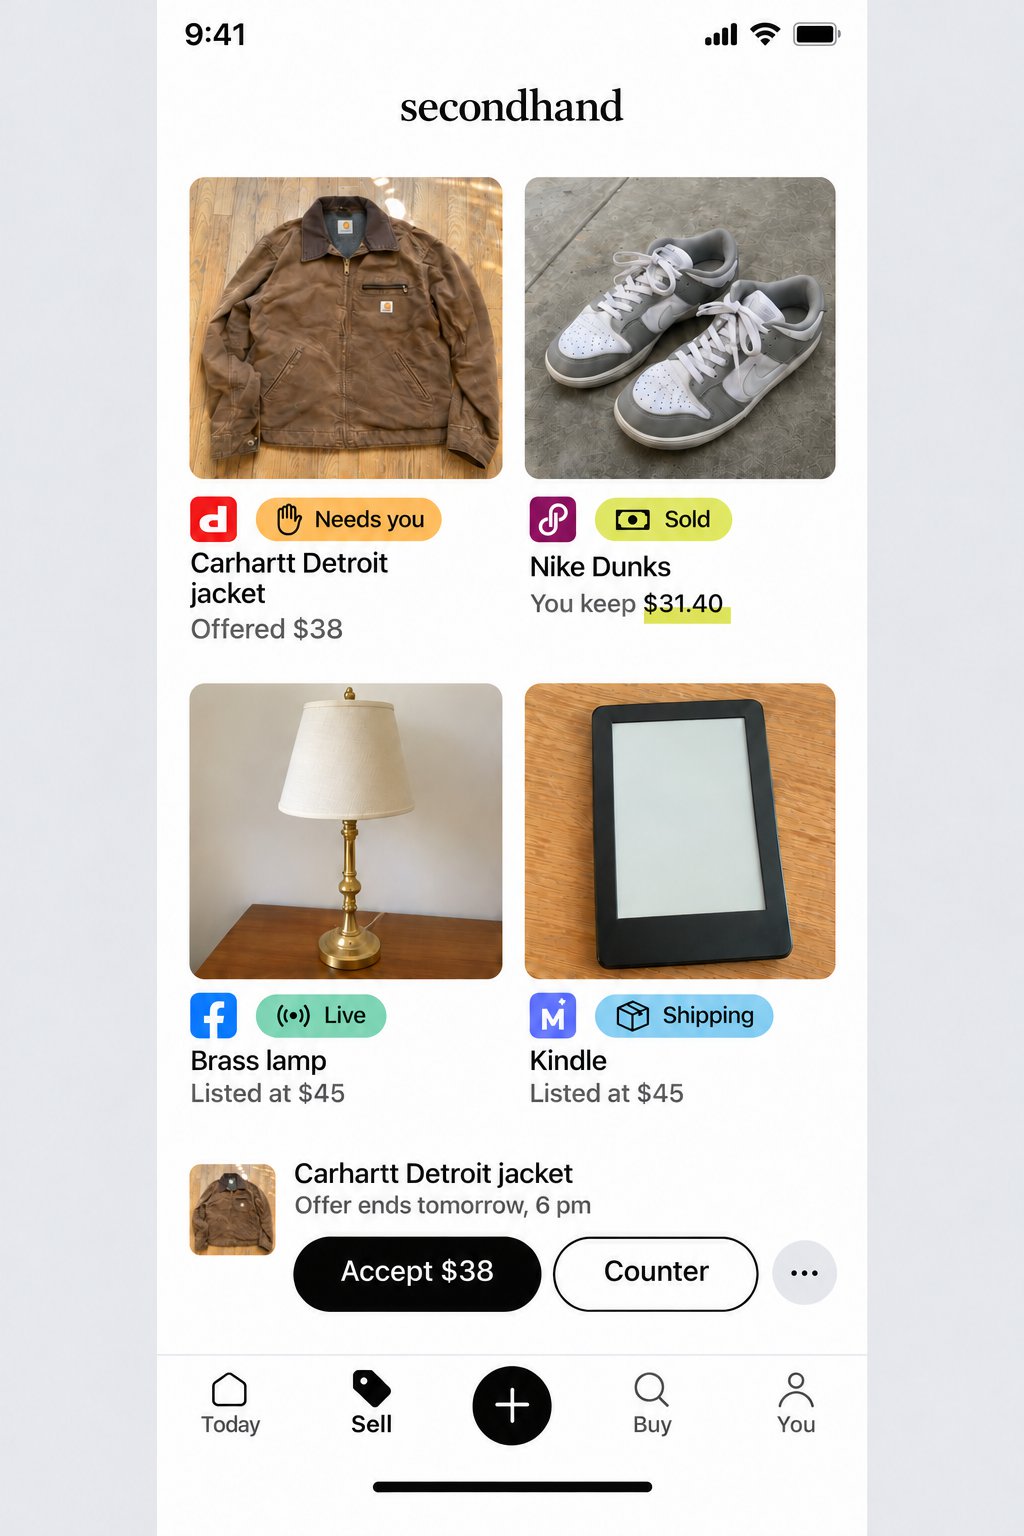 9:41
secondhand
Needs you
Carhartt Detroit
jacket
Offered $38
Sold
Nike Dunks
You keep $31.40
Live
Brass lamp
Listed at $45
M
Shipping
Kindle
Listed at $45
Carhartt Detroit jacket
Offer ends tomorrow, 6 pm
Accept $38
Counter
Today
Sell
Buy
You